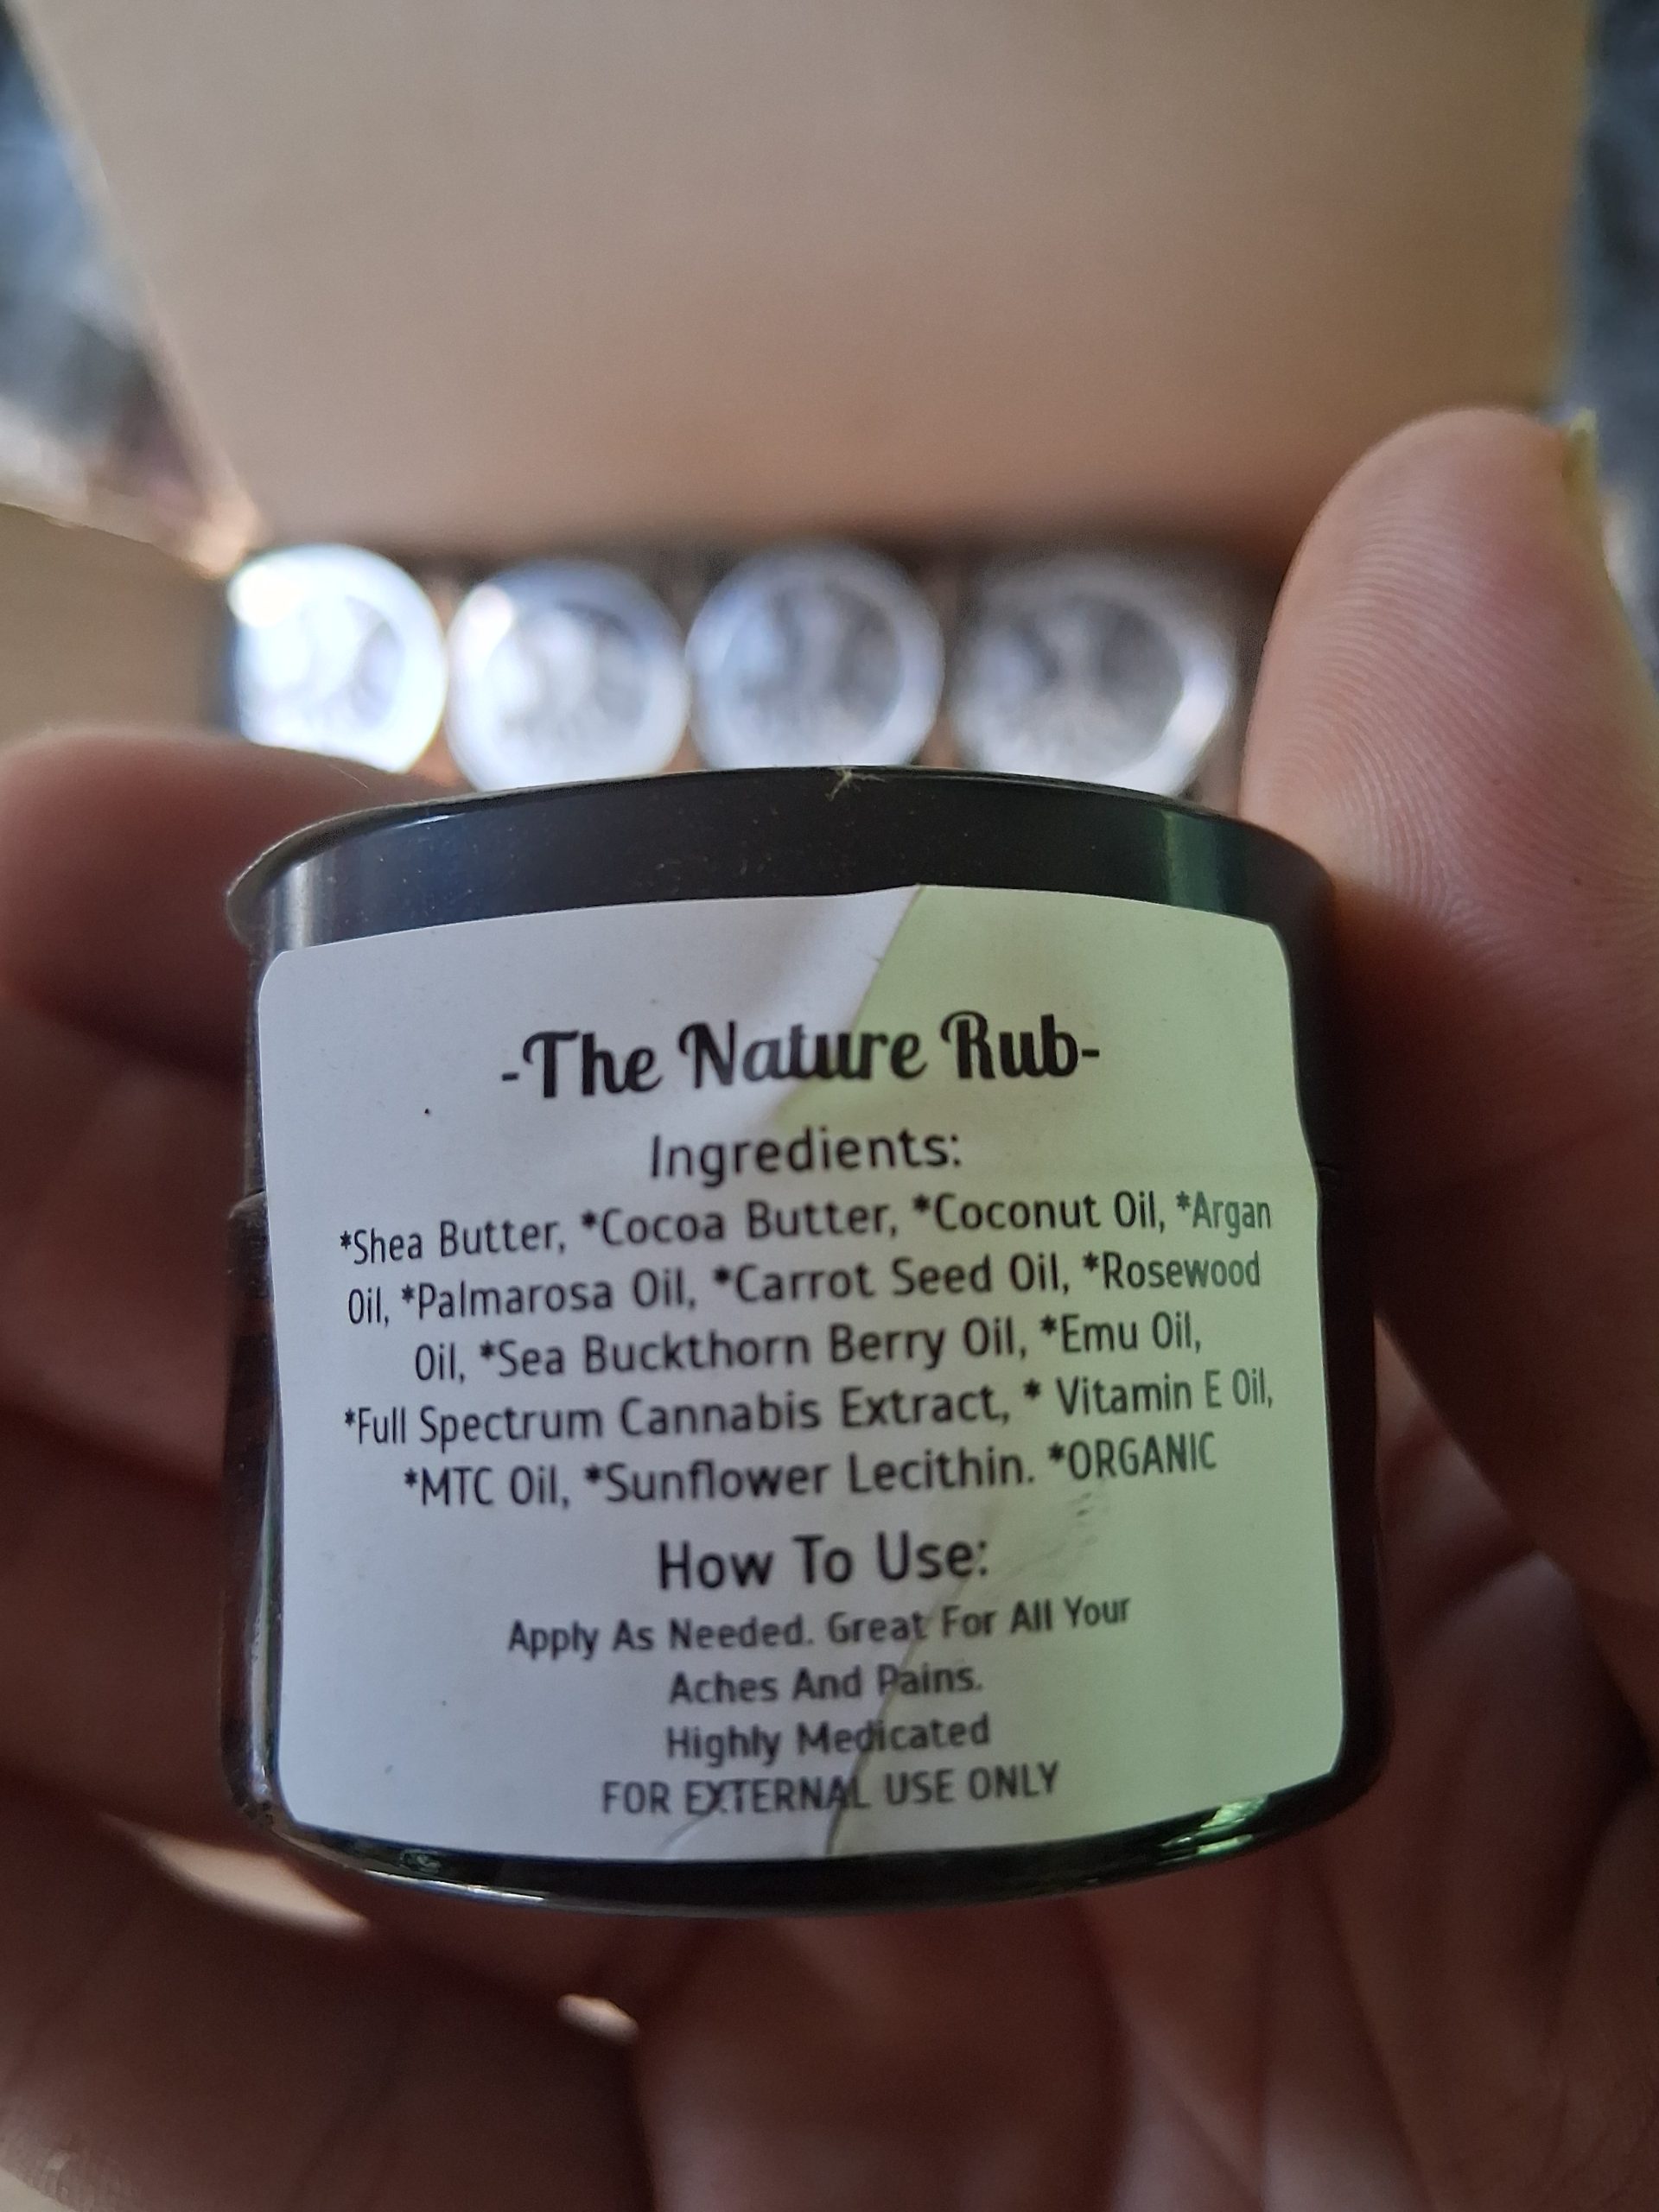 -The Nature Rub-
Ingredients:
*Shea Butter, *Cocoa Butter, *Coconut Oil, *Argan
Oil, *Palmarosa Oil, *Carrot Seed Oil, *Rosewood
Oil, *Sea Buckthorn Berry Oil, *Emu Oil,
*Full Spectrum Cannabis Extract, * Vitamin E Oil,
*MTC Oil, *Sunflower Lecithin. *ORGANIC
How To Use:
Apply As Needed. Great For All Your
Aches And Pains.
Highly Medicated
FOR EXTERNAL USE ONLY